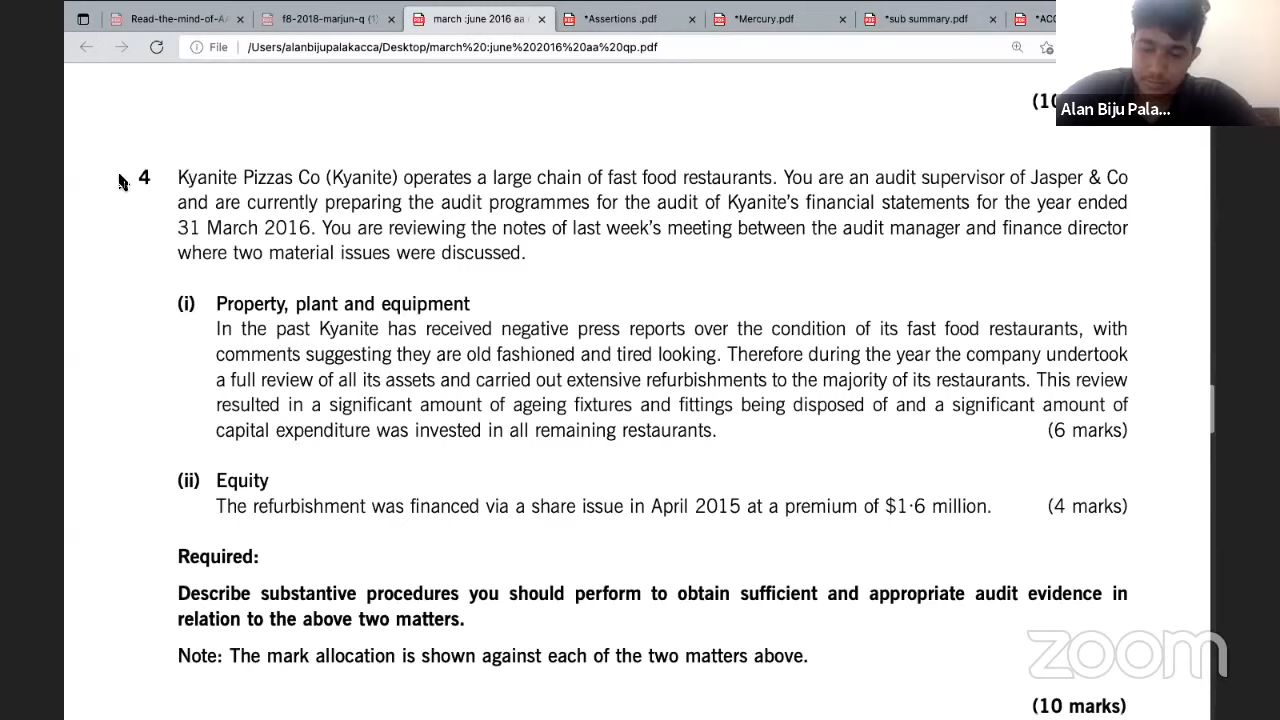 Read-the-mind-of-AA
f8-2018-marjun-q (1)
march :june 2016 aa
*Assertions .pdf
*Mercury.pdf
*sub summary.pdf
File
/Users/alanbijupalakacca/Desktop/march%20:june%202016%20aa%20qp.pdf
Alan Biju Pala...
4 Kyanite Pizzas Co (Kyanite) operates a large chain of fast food restaurants. You are an audit supervisor of Jasper & Co
and are currently preparing the audit programmes for the audit of Kyanite's financial statements for the year ended
31 March 2016. You are reviewing the notes of last week's meeting between the audit manager and finance director
where two material issues were discussed.
(i) Property, plant and equipment
In the past Kyanite has received negative press reports over the condition of its fast food restaurants, with
comments suggesting they are old fashioned and tired looking. Therefore during the year the company undertook
a full review of all its assets and carried out extensive refurbishments to the majority of its restaurants. This review
resulted in a significant amount of ageing fixtures and fittings being disposed of and a significant amount of
capital expenditure was invested in all remaining restaurants. (6 marks)
(ii) Equity
The refurbishment was financed via a share issue in April 2015 at a premium of $1·6 million. (4 marks)
Required:
Describe substantive procedures you should perform to obtain sufficient and appropriate audit evidence in
relation to the above two matters.
Note: The mark allocation is shown against each of the two matters above.
zoom
(10 marks)